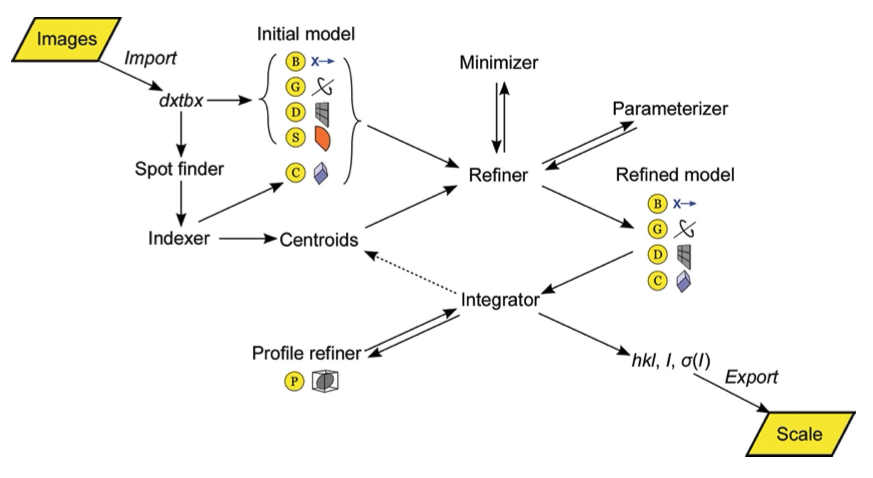 Images
Import
dxtbx
Spot finder
Indexer
Initial model
B x
G
D
S
C
Centroids
Minimizer
Refiner
Parameterizer
Refined model
B x
G
D
C
Integrator
Profile refiner
P
hkl, I, σ(I)
Export
Scale